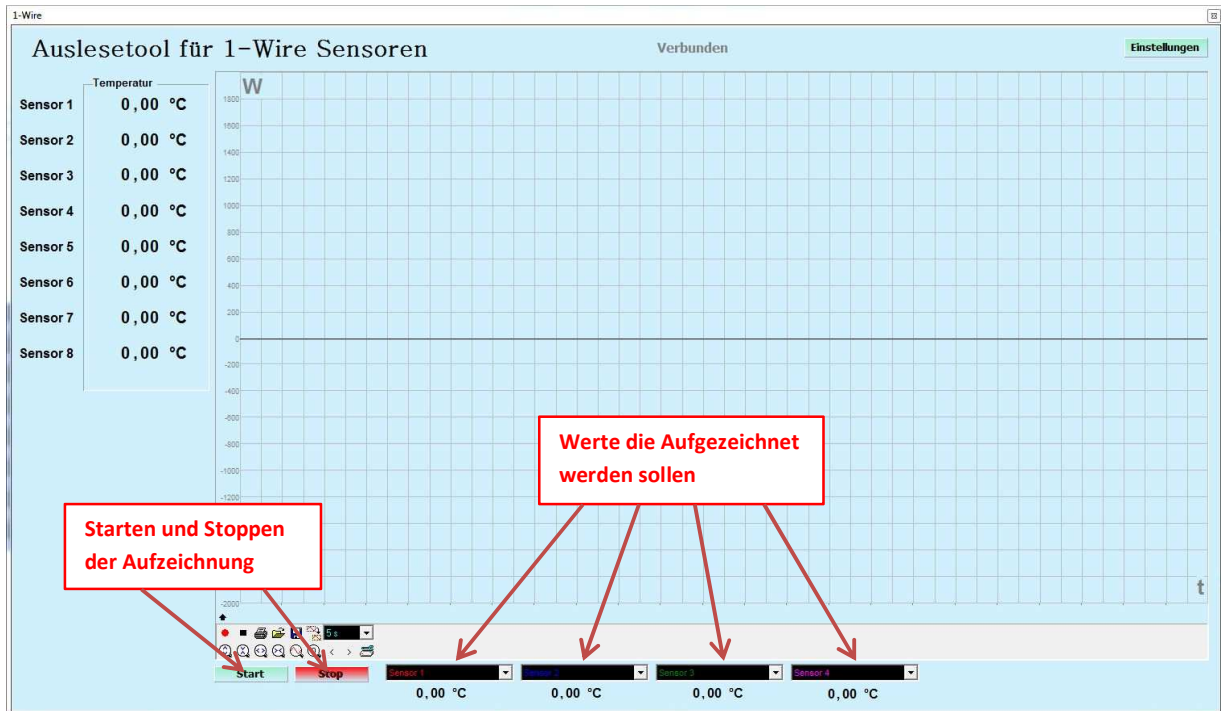 1-Wire
Auslesetool für 1-Wire Sensoren
Verbunden
Einstellungen
Temperatur
Sensor 1 0,00 °C
Sensor 2 0,00 °C
Sensor 3 0,00 °C
Sensor 4 0,00 °C
Sensor 5 0,00 °C
Sensor 6 0,00 °C
Sensor 7 0,00 °C
Sensor 8 0,00 °C
W
1800
1600
1400
1200
1000
800
600
400
200
0
-200
-400
-600
-800
-1000
-1200
-2000
t
Werte die Aufgezeichnet
werden sollen
Starten und Stoppen
der Aufzeichnung
5 s
Start
Stop
Sensor 1
Sensor 2
Sensor 3
Sensor 4
0,00 °C 0,00 °C 0,00 °C 0,00 °C